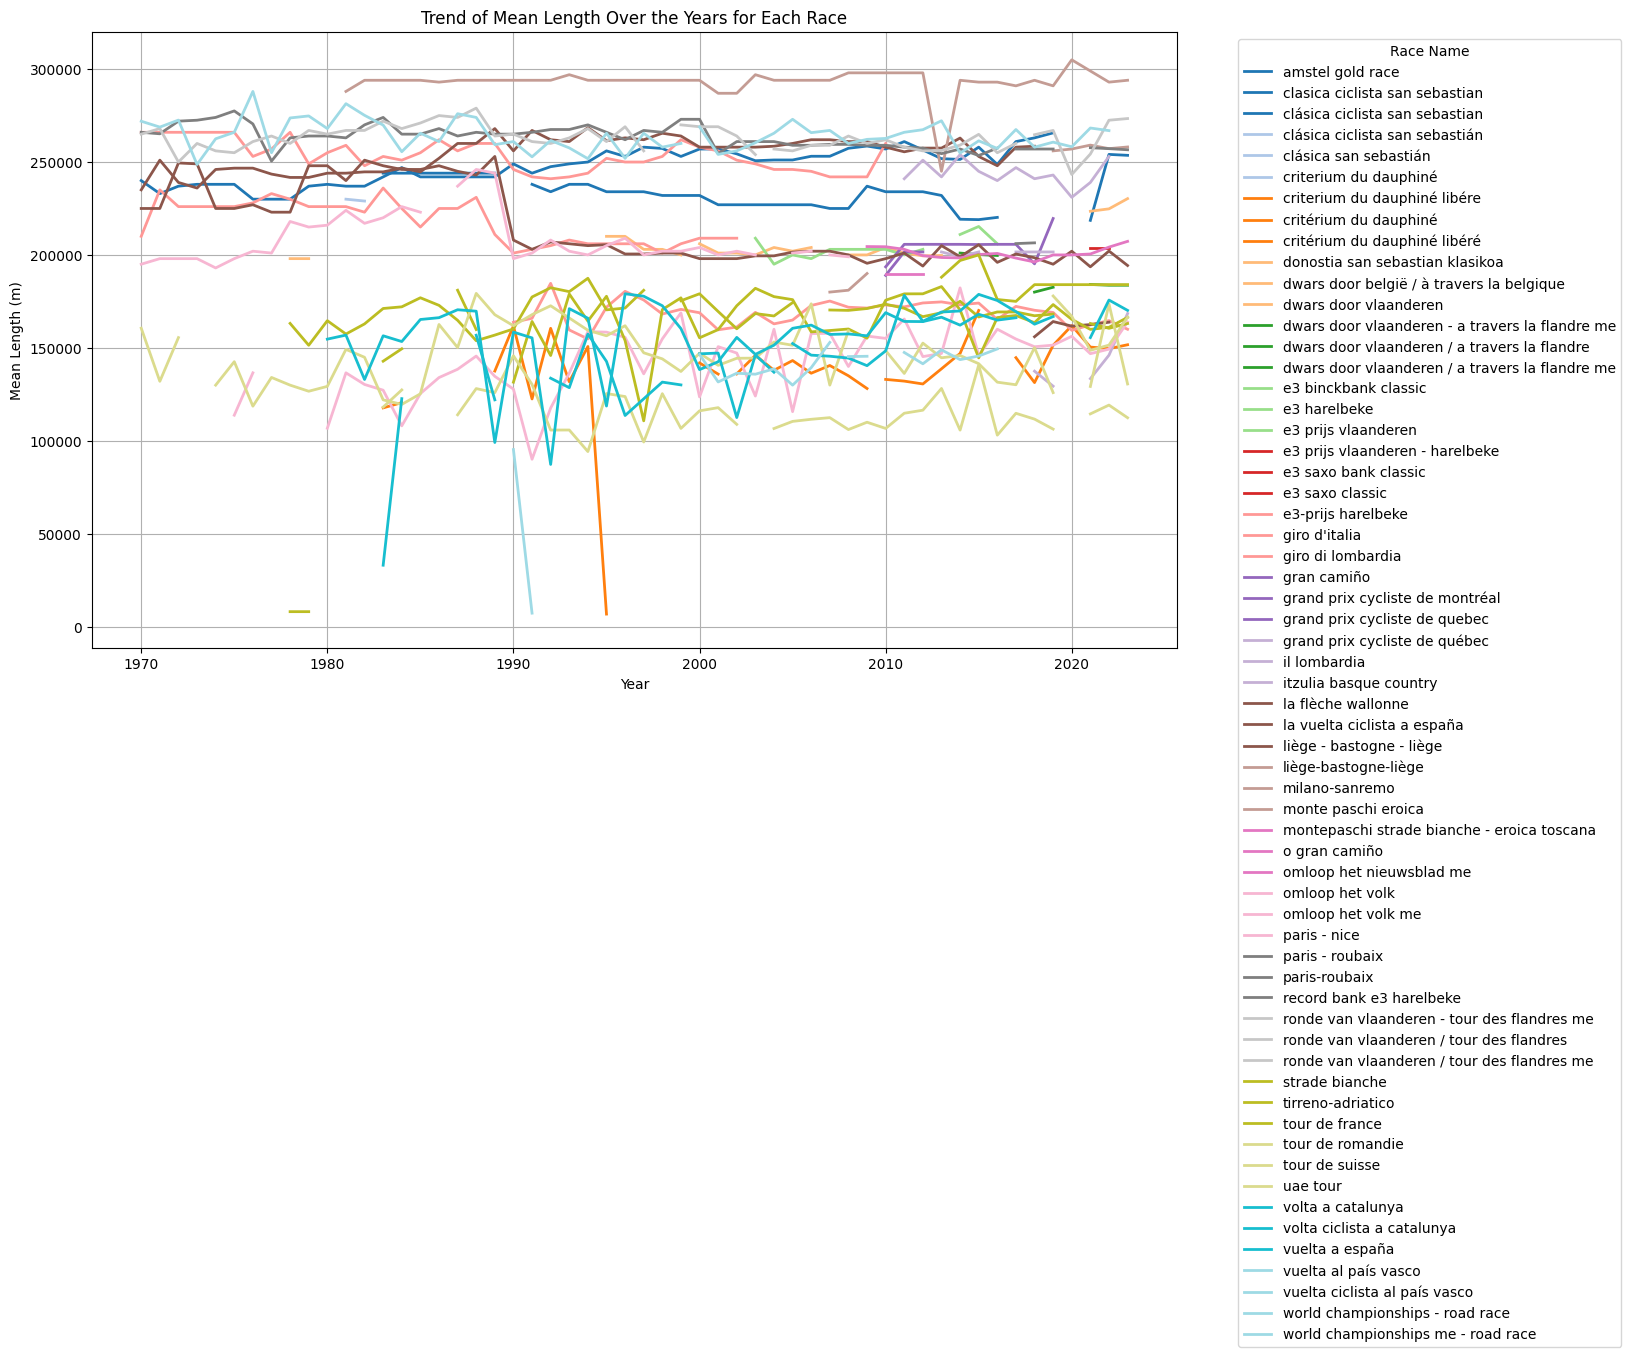 Trend of Mean Length Over the Years for Each Race
Mean Length (m)
300000
250000
200000
150000
100000
50000
0
1970
1980
1990
2000
2010
2020
Year
Race Name
amstel gold race
clasica ciclista san sebastian
clásica ciclista san sebastian
clásica ciclista san sebastián
clásica san sebastián
criterium du dauphiné
criterium du dauphiné libére
critérium du dauphiné
critérium du dauphiné libéré
donostia san sebastian klasikoa
dwars door belgië / à travers la belgique
dwars door vlaanderen
dwars door vlaanderen - a travers la flandre me
dwars door vlaanderen / a travers la flandre
dwars door vlaanderen / a travers la flandre me
e3 binckbank classic
e3 harelbeke
e3 prijs vlaanderen
e3 prijs vlaanderen - harelbeke
e3 saxo bank classic
e3 saxo classic
e3-prijs harelbeke
giro d'italia
giro di lombardia
gran camiño
grand prix cycliste de montréal
grand prix cycliste de quebec
grand prix cycliste de québec
il lombardia
itzulia basque country
la flèche wallonne
la vuelta ciclista a españa
liège - bastogne - liège
liège-bastogne-liège
milano-sanremo
monte paschi eroica
montepaschi strade bianche - eroica toscana
o gran camiño
omloop het nieuwsblad me
omloop het volk
omloop het volk me
paris - nice
paris - roubaix
paris-roubaix
record bank e3 harelbeke
ronde van vlaanderen - tour des flandres me
ronde van vlaanderen / tour des flandres
ronde van vlaanderen / tour des flandres me
strade bianche
tirreno-adriatico
tour de france
tour de romandie
tour de suisse
uae tour
volta a catalunya
volta ciclista a catalunya
vuelta a españa
vuelta al país vasco
vuelta ciclista al país vasco
world championships - road race
world championships me - road race